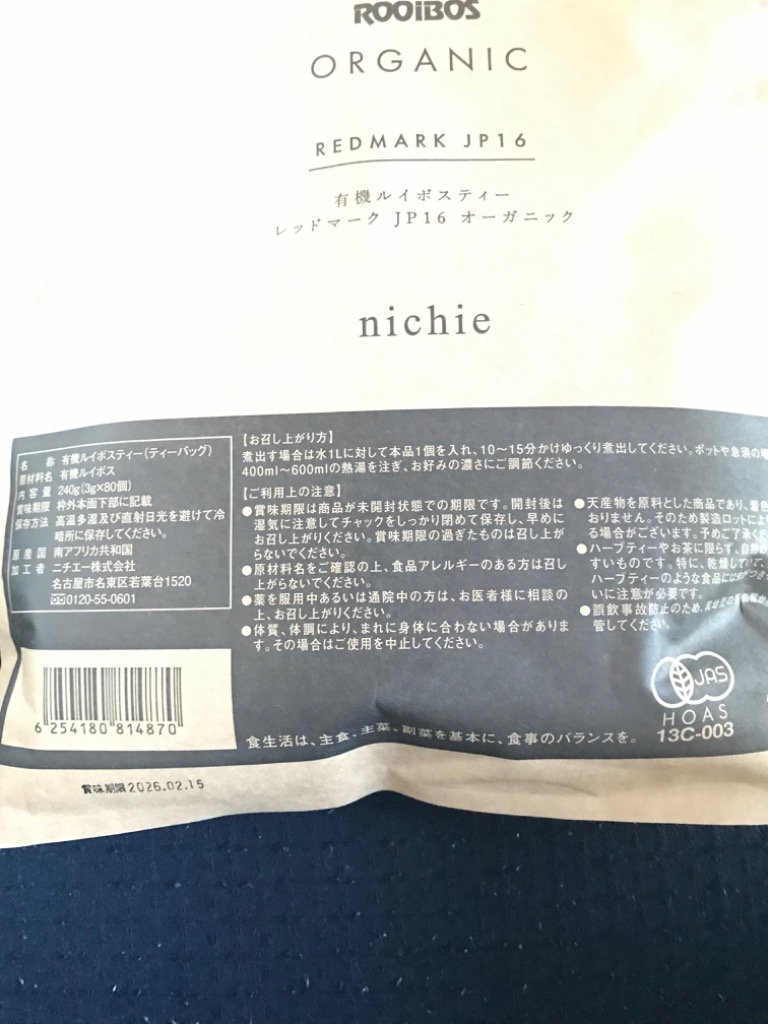 ROOIBOS
ORGANIC
REDMARK JP16
有機ルイボスティー
レッドマーク JP16 オーガニック
nichie
名 称 有機ルイボスティー(ティーバッグ)
原材料名 有機ルイボス
内 容 量 240g(3g×80個)
賞味期限 枠外本面下部に記載
保存方法 高温多湿及び直射日光を避けて冷
暗所に保存してください。
原 産 国 南アフリカ共和国
加 工 者 ニチエー株式会社
名古屋市名東区若葉台1520
0120-55-0601
【お召し上がり方】
煮出す場合は水1Lに対して本品1個を入れ、10〜15分かけゆっくり煮出してください。ポットや急須の場
400ml〜600mlの熱湯を注ぎ、お好みの濃さにご調節ください。
【ご利用上の注意】
●賞味期限は商品が未開封状態での期限です。開封後は
湿気に注意してチャックをしっかり閉めて保存し、早めに
お召し上がりください。賞味期限の過ぎたものは召し上が
らないでください。
●原材料名をご確認の上、食品アレルギーのある方は召し
上がらないでください。
●薬を服用中あるいは通院中の方は、お医者様に相談の
上、お召し上がりください。
●体質、体調により、まれに身体に合わない場合がありま
す。その場合はご使用を中止してください。
●天産物を原料とした商品であり、着色
おりません。そのため製造ロットによ
る場合がございます。予めご了承くだ
●ハーブティーやお茶に限らず、自然の
すいものです。特に、乾燥して
ハーブティーのような食品には
いに注意が必要です。
●誤飲事故防止のため、
管してください。
食生活は、主食、主菜、副菜を基本に、食事のバランスを。
JAS
HOAS
13C-003
6 254180 814870
賞味期限2026.02.15